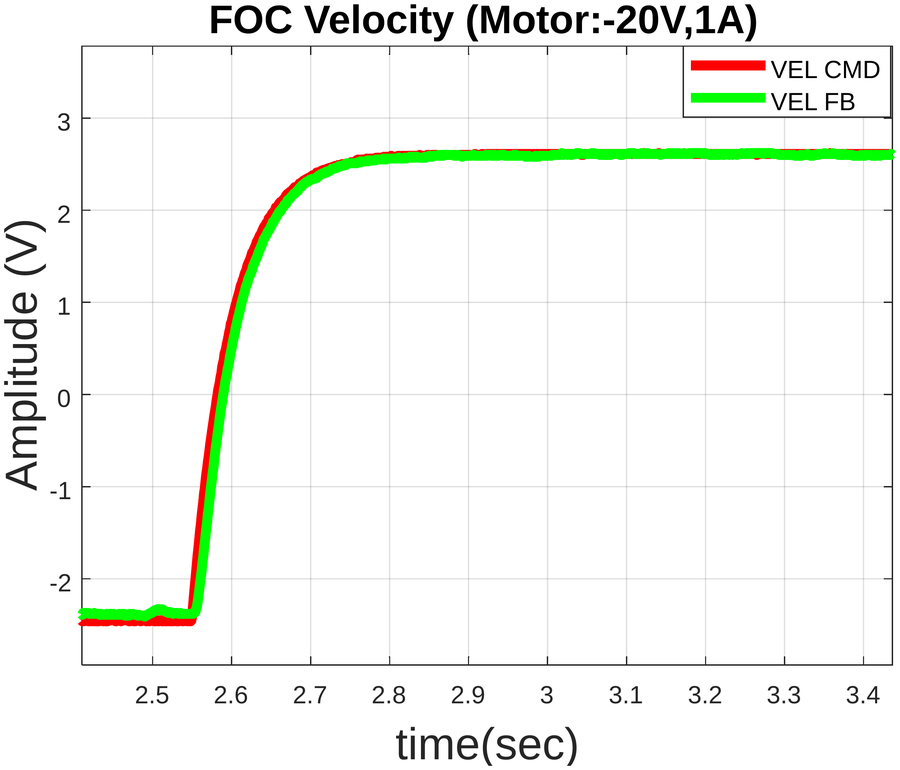 FOC Velocity (Motor:-20V,1A)
VEL CMD
VEL FB
Amplitude (V)
3
2
1
0
-1
-2
2.5 2.6 2.7 2.8 2.9 3 3.1 3.2 3.3 3.4
time(sec)